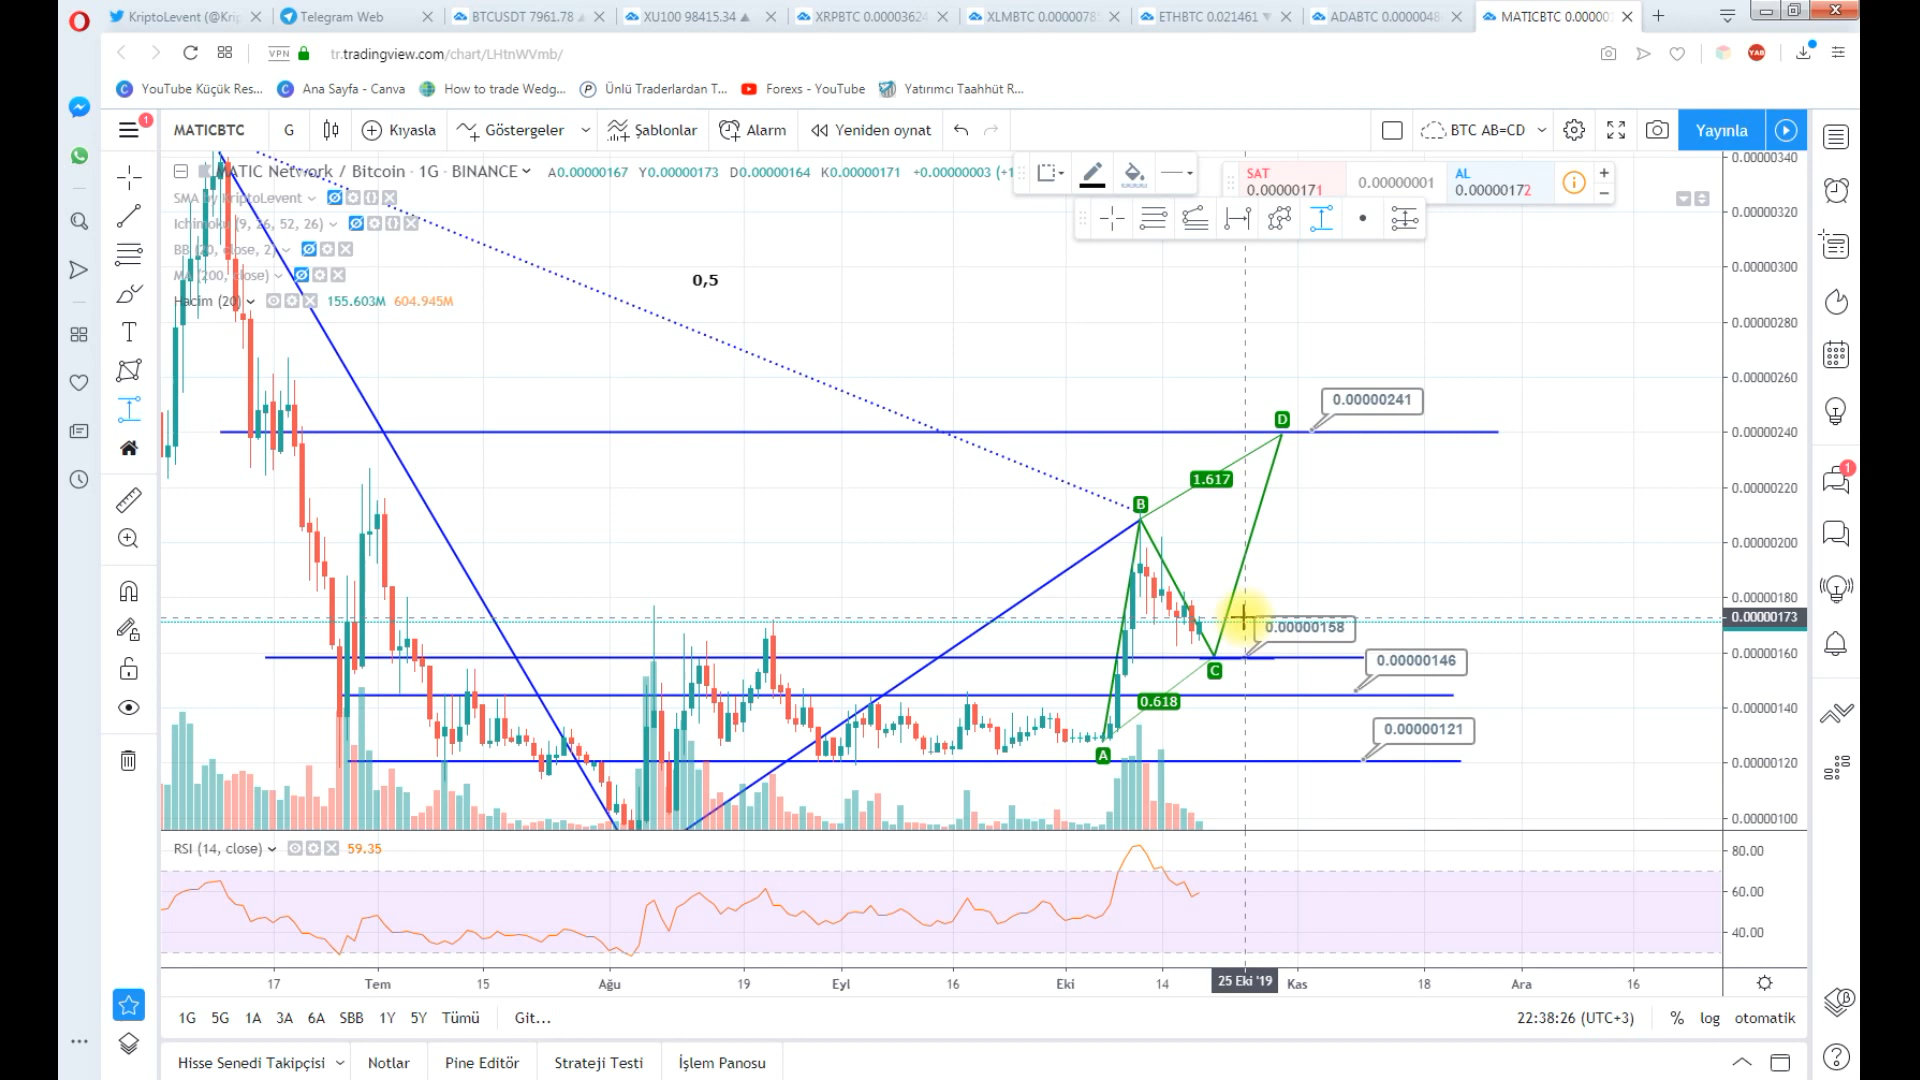 KriptoLevent (@Krip
Telegram Web
BTCUSDT 7961.78
XU100 98415.34
XRPBTC 0.00003624
XLMBTC 0.0000078
ETHBTC 0.021461
ADABTC 0.0000048
MATICBTC 0.00000
VPN
tr.tradingview.com/chart/LHtnWVmb/
YouTube Küçük Res...
Ana Sayfa - Canva
How to trade Wedg...
Ünlü Traderlardan T...
Forexs - YouTube
Yatırımcı Taahhüt R...
1
MATICBTC
G
Kıyasla
Göstergeler
Şablonlar
Alarm
Yeniden oynat
BTC AB=CD
Yayınla
MATIC Network / Bitcoin · 1G · BINANCE
A0.00000167 Y0.00000173 D0.00000164 K0.00000171 +0.00000003 (+1
SAT
0.00000171
0.00000001
AL
0.00000172
SMA by KriptoLevent
Ichimoku (9, 26, 52, 26)
BB (20, close, 2)
MA (200, close)
Hacim (20)
155.603M 604.945M
0,5
0.00000340
0.00000320
0.00000300
0.00000280
0.00000260
0.00000240
0.00000220
0.00000200
0.00000180
0.00000173
0.00000160
0.00000140
0.00000120
0.00000100
0.00000241
D
1.617
B
0.00000158
0.00000146
C
0.618
0.00000121
A
RSI (14, close)
59.35
80.00
60.00
40.00
17
Tem
15
Ağu
19
Eyl
16
Eki
14
25 Eki '19
Kas
18
Ara
16
1
1G 5G 1A 3A 6A SBB 1Y 5Y Tümü
Git...
22:38:26 (UTC+3)
%
log
otomatik
Hisse Senedi Takipçisi
Notlar
Pine Editör
Strateji Testi
İşlem Panosu